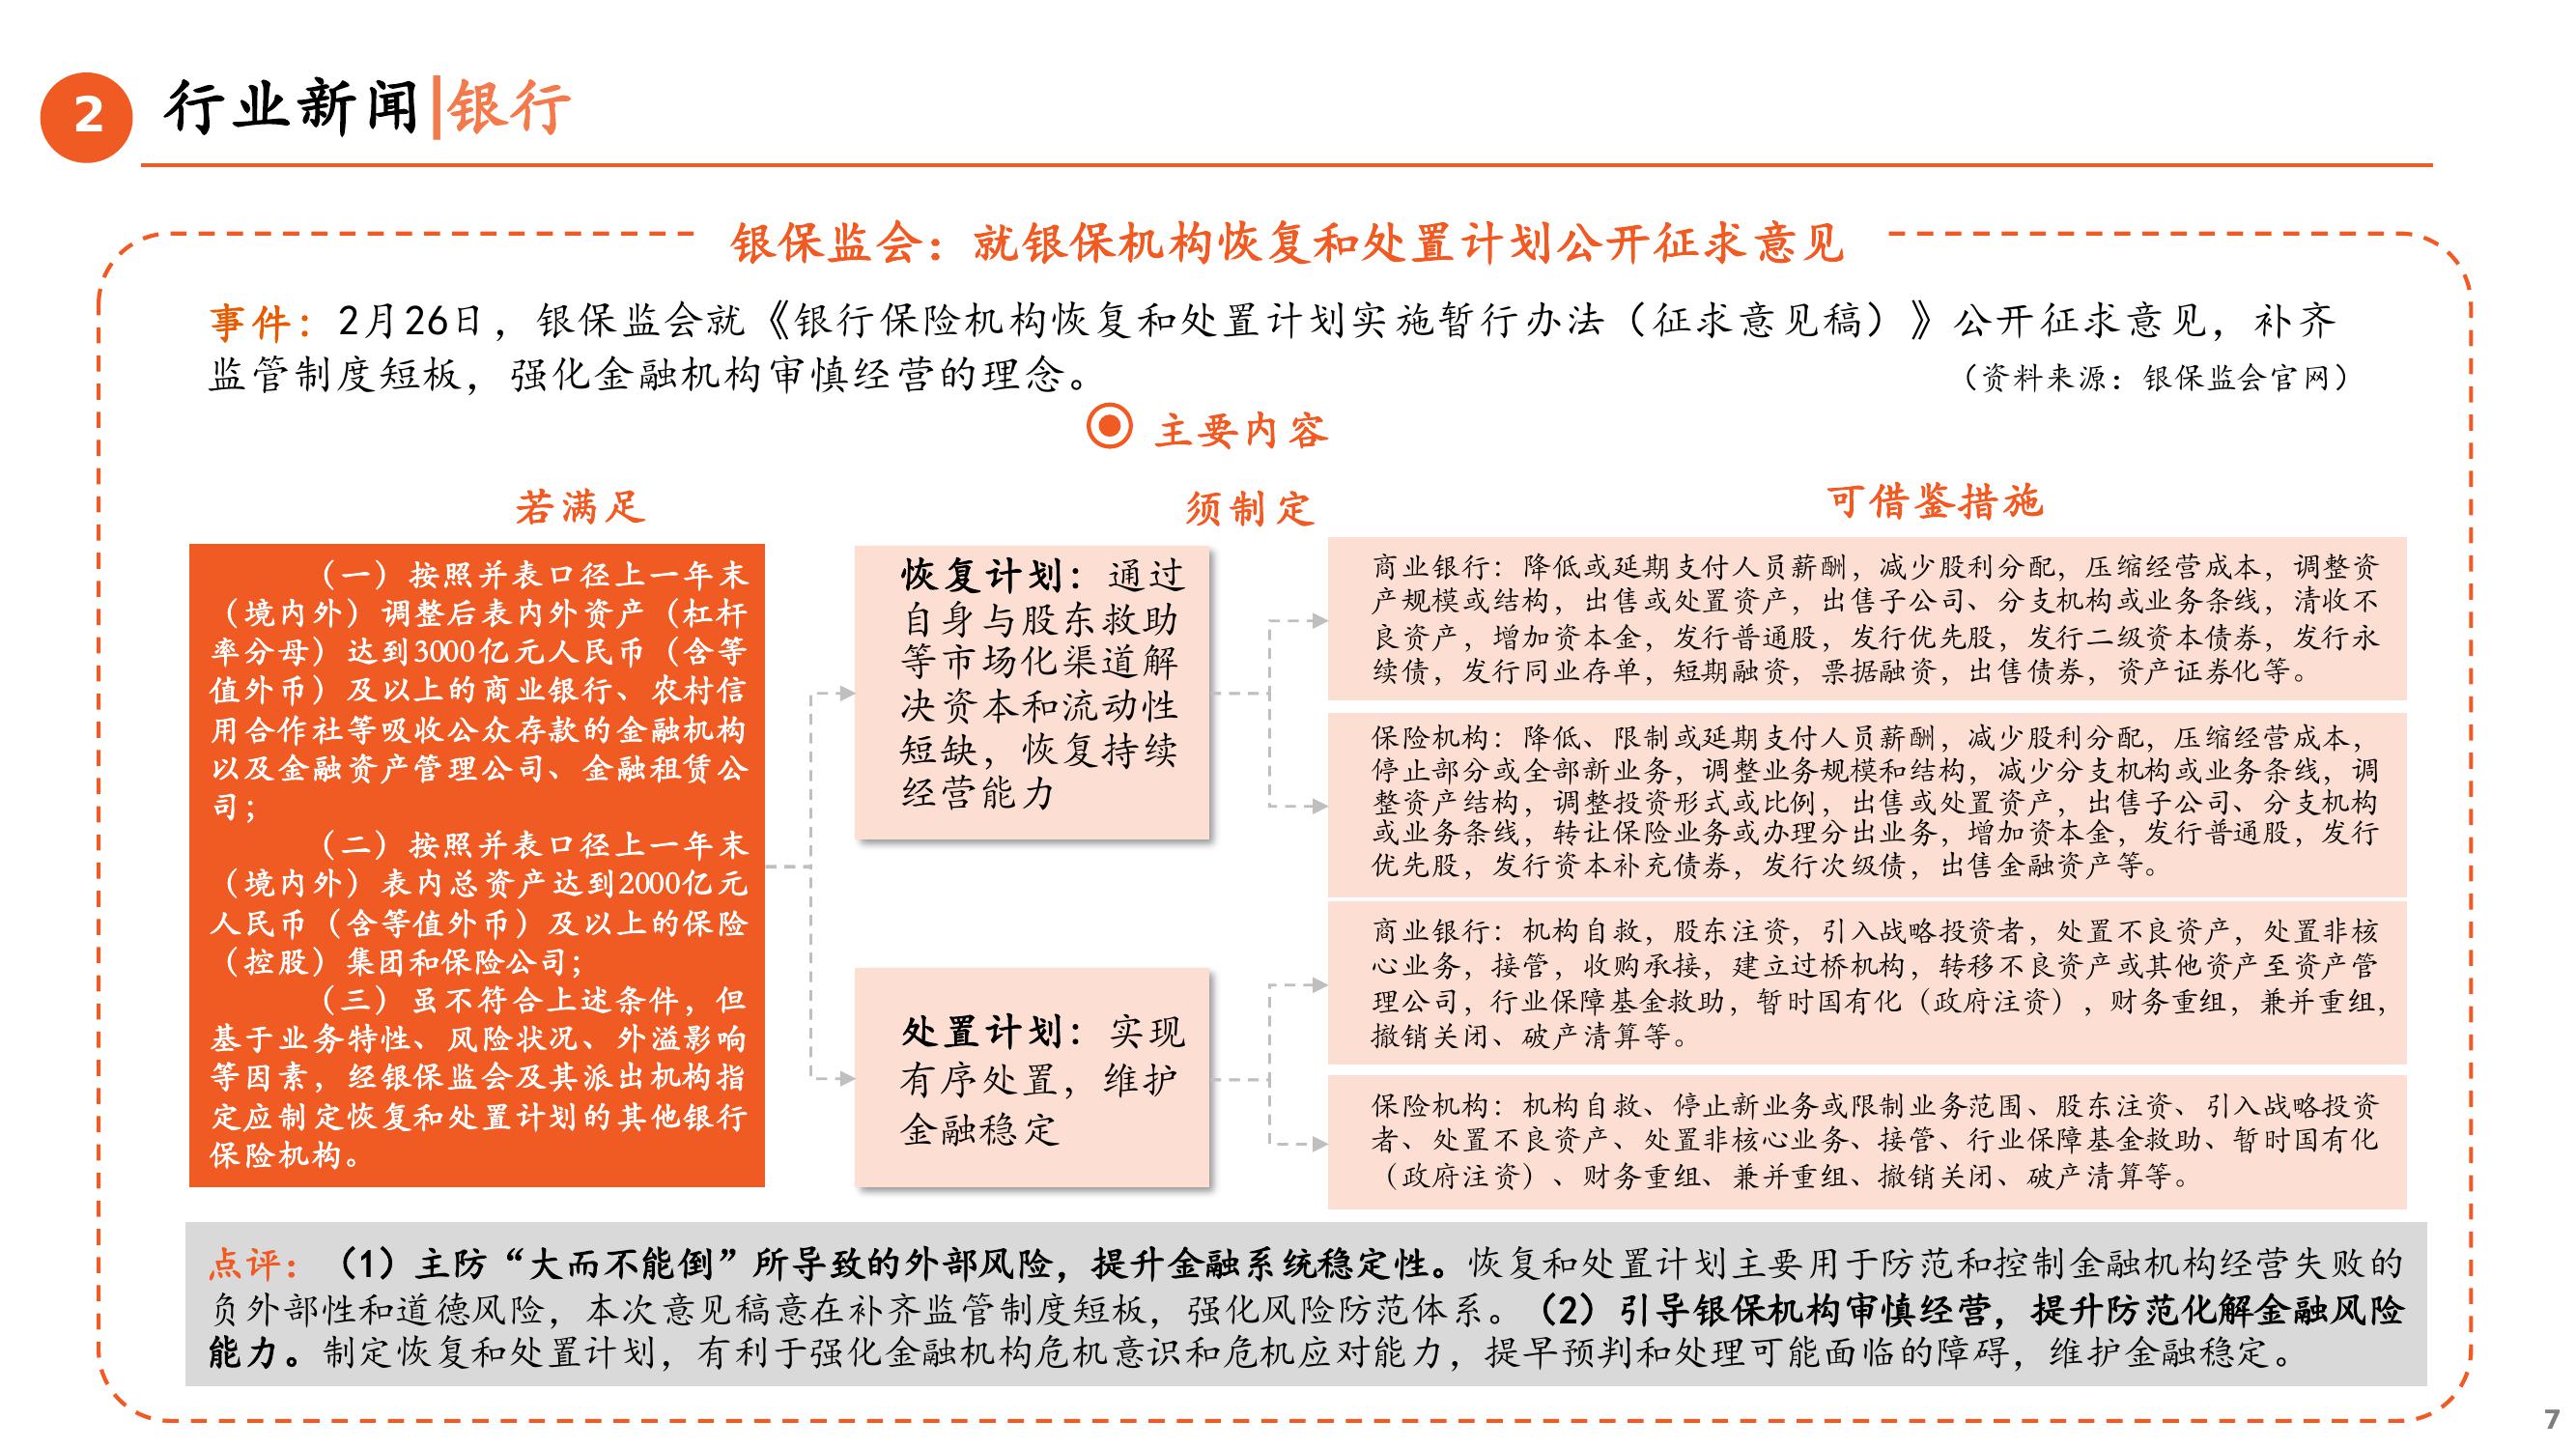 2
行业新闻|银行
银保监会：就银保机构恢复和处置计划公开征求意见
事件：2月26日，银保监会就《银行保险机构恢复和处置计划实施暂行办法（征求意见稿）》公开征求意见，补齐
监管制度短板，强化金融机构审慎经营的理念。
（资料来源：银保监会官网）
主要内容
若满足
（一）按照并表口径上一年末
（境内外）调整后表内外资产（杠杆
率分母）达到3000亿元人民币（含等
值外币）及以上的商业银行、农村信
用合作社等吸收公众存款的金融机构
以及金融资产管理公司、金融租赁公
司；
（二）按照并表口径上一年末
（境内外）表内总资产达到2000亿元
人民币（含等值外币）及以上的保险
（控股）集团和保险公司；
（三）虽不符合上述条件，但
基于业务特性、风险状况、外溢影响
等因素，经银保监会及其派出机构指
定应制定恢复和处置计划的其他银行
保险机构。
须制定
恢复计划：通过
自身与股东救助
等市场化渠道解
决资本和流动性
短缺，恢复持续
经营能力
处置计划：实现
有序处置，维护
金融稳定
可借鉴措施
商业银行：降低或延期支付人员薪酬，减少股利分配，压缩经营成本，调整资
产规模或结构，出售或处置资产，出售子公司、分支机构或业务条线，清收不
良资产，增加资本金，发行普通股，发行优先股，发行二级资本债券，发行永
续债，发行同业存单，短期融资，票据融资，出售债券，资产证券化等。
保险机构：降低、限制或延期支付人员薪酬，减少股利分配，压缩经营成本，
停止部分或全部新业务，调整业务规模和结构，减少分支机构或业务条线，调
整资产结构，调整投资形式或比例，出售或处置资产，出售子公司、分支机构
或业务条线，转让保险业务或办理分出业务，增加资本金，发行普通股，发行
优先股，发行资本补充债券，发行次级债，出售金融资产等。
商业银行：机构自救，股东注资，引入战略投资者，处置不良资产，处置非核
心业务，接管，收购承接，建立过桥机构，转移不良资产或其他资产至资产管
理公司，行业保障基金救助，暂时国有化（政府注资），财务重组，兼并重组，
撤销关闭、破产清算等。
保险机构：机构自救、停止新业务或限制业务范围、股东注资、引入战略投资
者、处置不良资产、处置非核心业务、接管、行业保障基金救助、暂时国有化
（政府注资）、财务重组、兼并重组、撤销关闭、破产清算等。
点评：（1）主防“大而不能倒”所导致的外部风险，提升金融系统稳定性。恢复和处置计划主要用于防范和控制金融机构经营失败的
负外部性和道德风险，本次意见稿意在补齐监管制度短板，强化风险防范体系。（2）引导银保机构审慎经营，提升防范化解金融风险
能力。制定恢复和处置计划，有利于强化金融机构危机意识和危机应对能力，提早预判和处理可能面临的障碍，维护金融稳定。
7